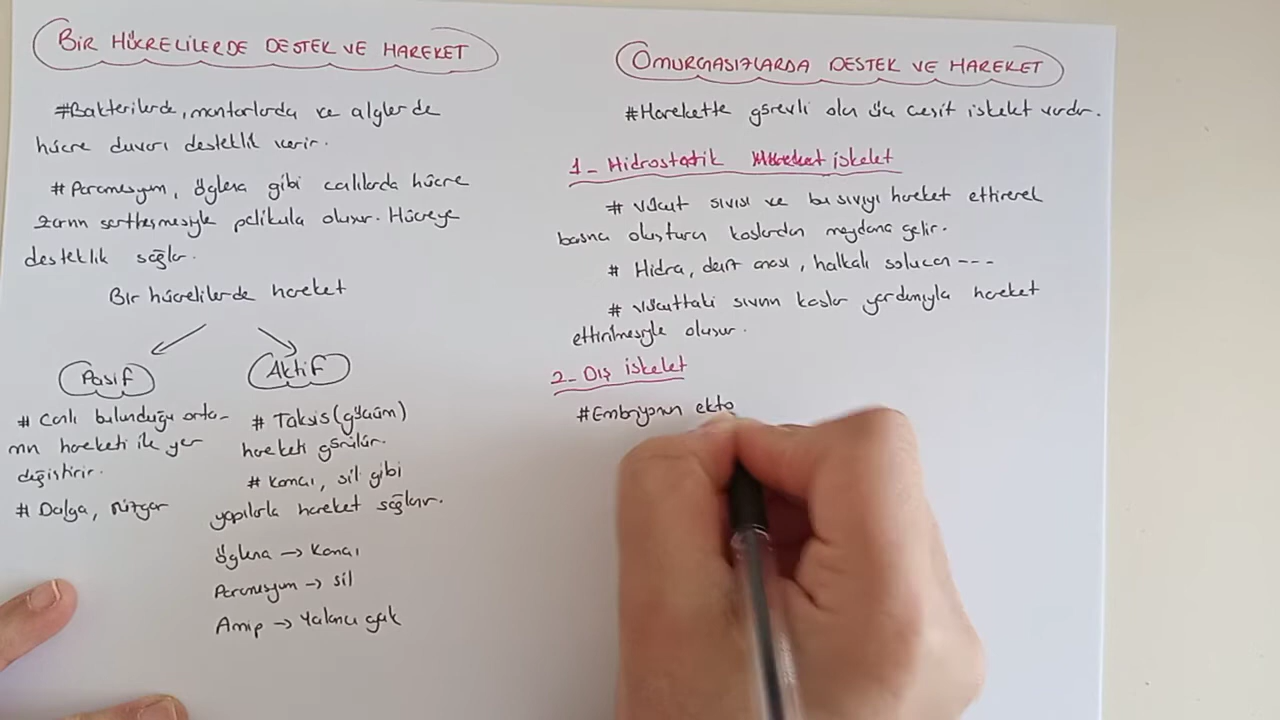 BİR HÜCRELİLERDE DESTEK VE HAREKET
#Bakterilerde, mantarlarda ve alglerde
hücre duvarı desteklik verir.
# Paramesyum, öglena gibi canlılarda hücre
zarının sertleşmesiyle pelikula oluşur. Hücreye
desteklik sağlar.
Bir hücrelilerde hareket
Pasif
# Canlı bulunduğu orta-
mın hareketi ile yer
değiştirir.
# Dalga, rüzgar
Aktif
# Taksis (göçüm)
hareketi görülür.
# Kamçı, sil gibi
yapılarla hareket sağlanır.
Öglena → Kamçı
Paramesyum → sil
Amip → Yalancı ayak
OMURGASIZLARDA DESTEK VE HAREKET
#Harekette görevli olan üç çeşit iskelet vardır.
1- Hidrostatik iskelet
# Vücut sıvısı ve bu sıvıyı hareket ettirerek
basınç oluşturan kaslardan meydana gelir.
# Hidra, deniz anası, halkalı solucan ---
# Vücuttaki sıvının kaslar yardımıyla hareket
ettirilmesiyle oluşur.
2- Dış iskelet
#Embriyonun ekto